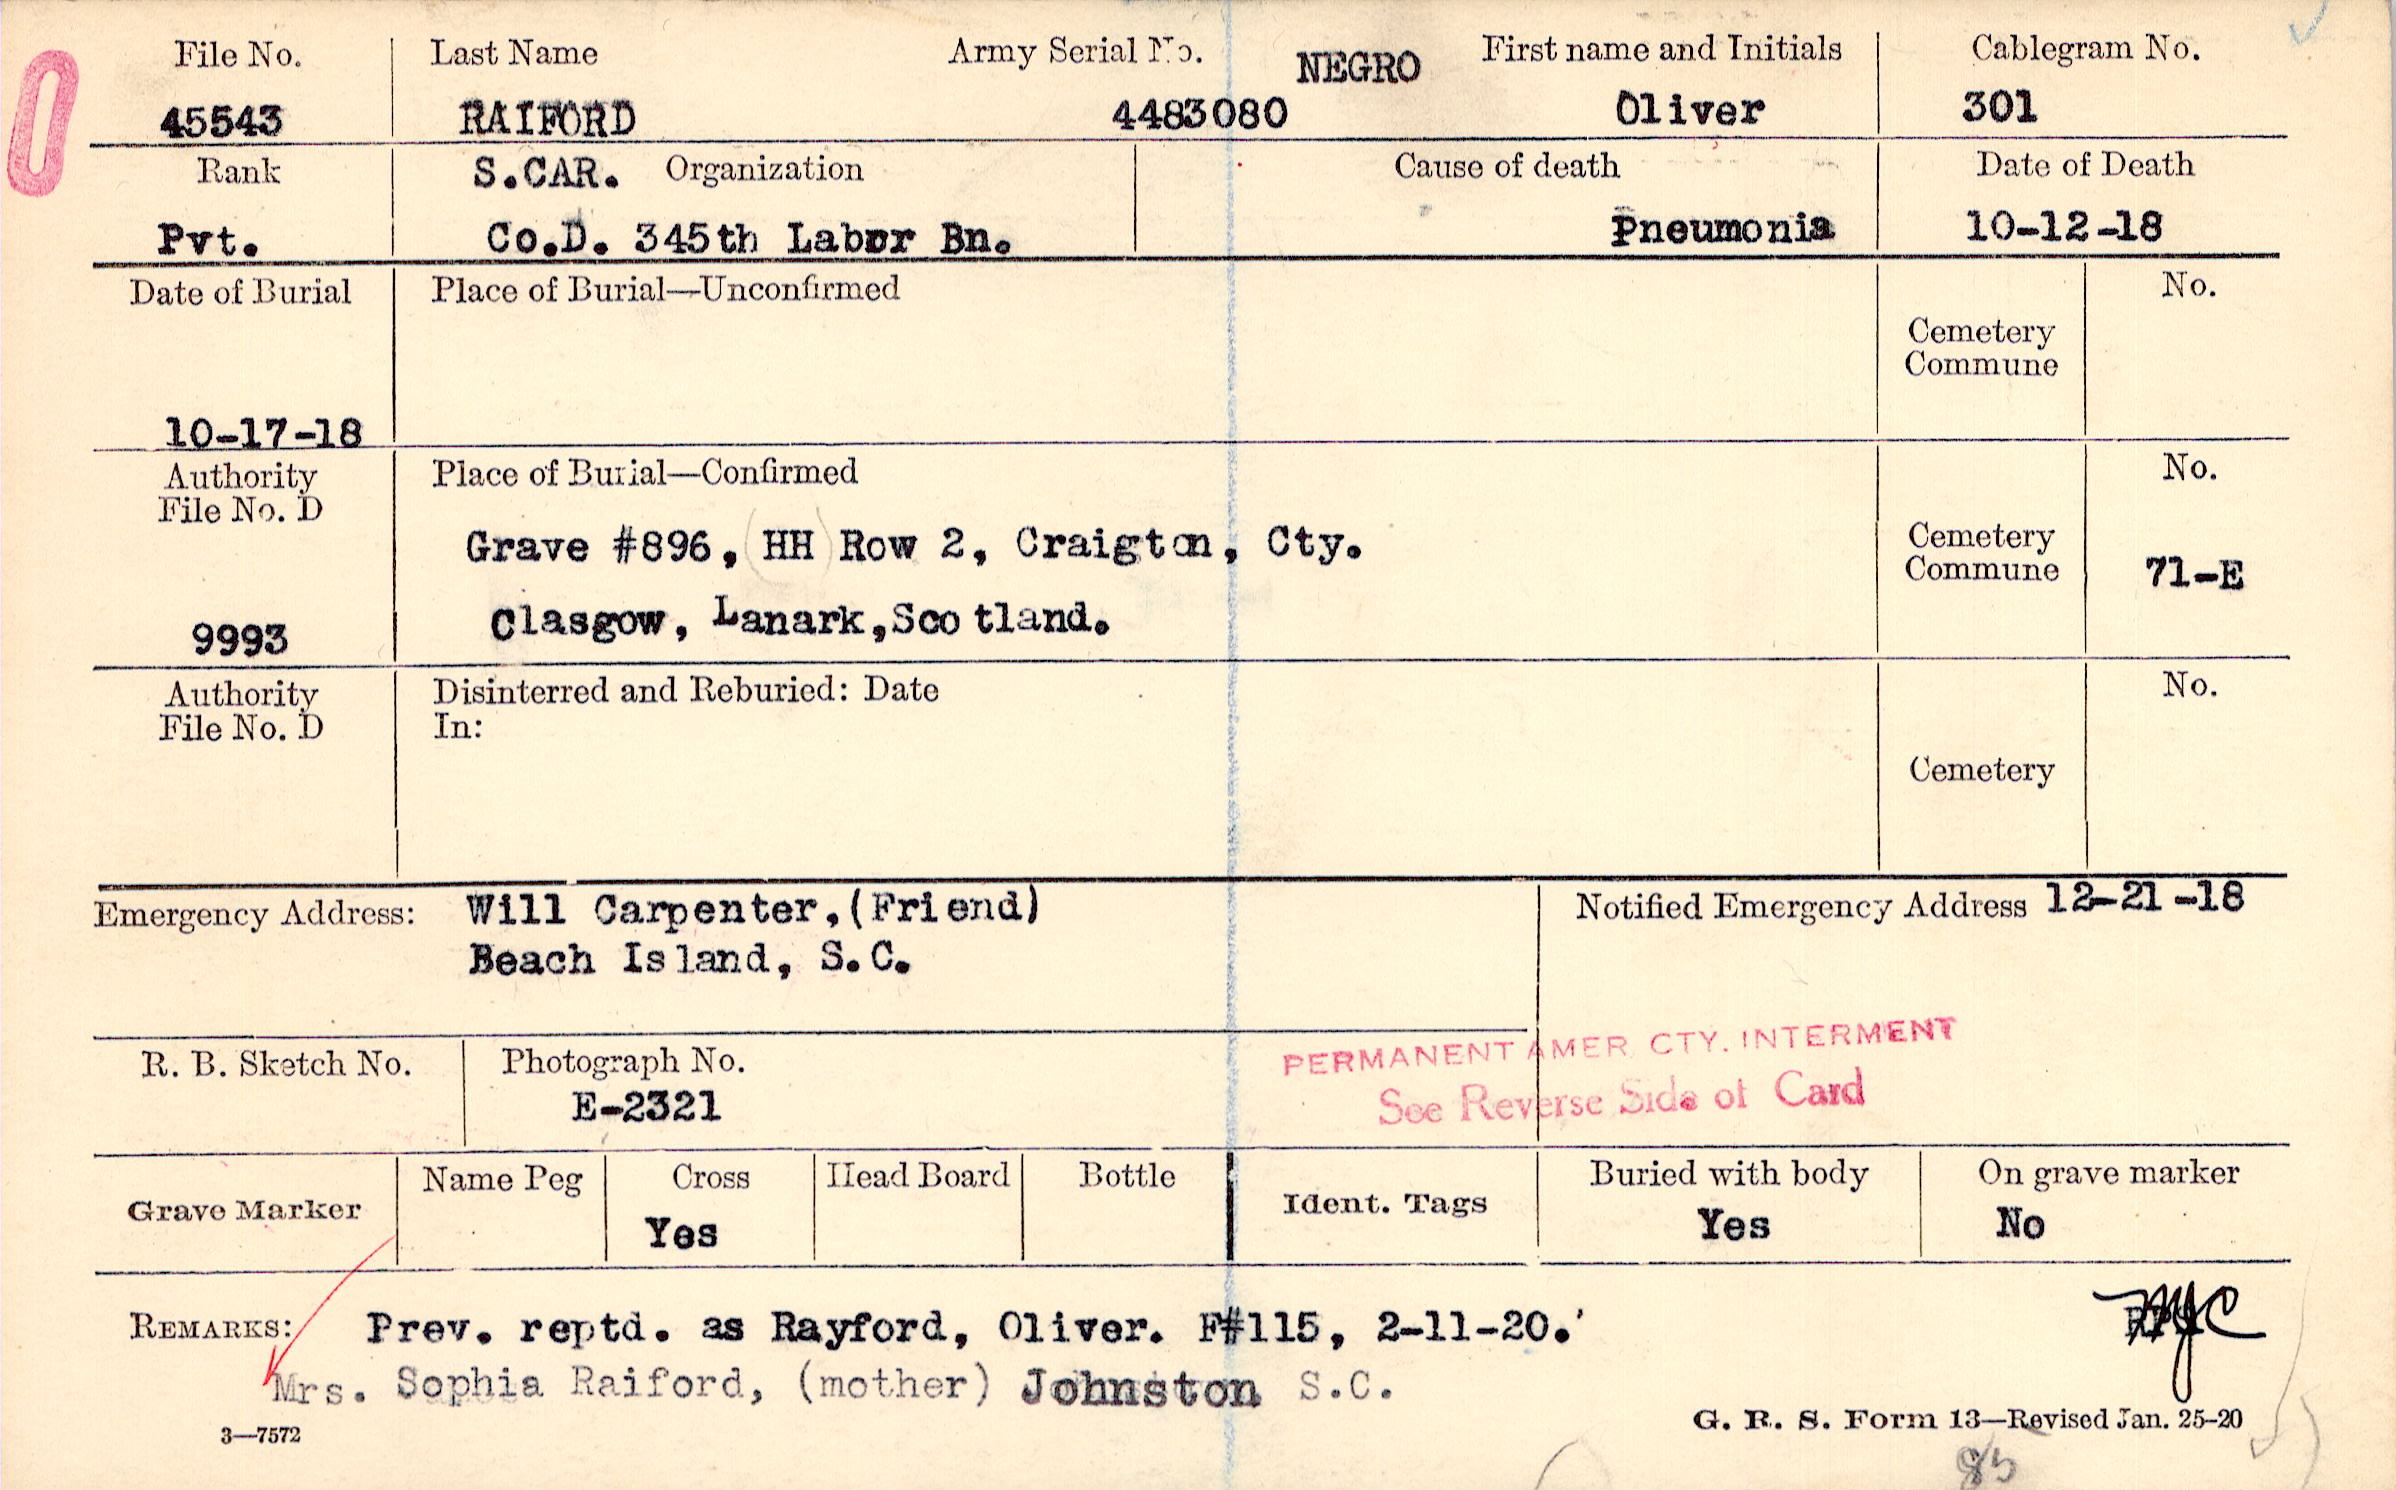 File No. Last Name Army Serial No. NEGRO First name and Initials Cablegram No.
45543 RAIFORD 4483080 Oliver 301
Rank S.CAR. Organization Cause of death Date of Death
Pvt. Co.D. 345th Labor Bn. Pneumonia 10-12-18
Date of Burial Place of Burial—Unconfirmed No.
Cemetery
Commune
10-17-18
Authority Place of Burial—Confirmed No.
File No. D
Grave #896, (HH) Row 2, Craigton, Cty. Cemetery
Commune 71-E
9993 Clasgow, Lanark,Scotland.
Authority Disinterred and Reburied: Date No.
File No. D In:
Cemetery
Emergency Address: Will Carpenter,(Friend) Notified Emergency Address 12-21-18
Beach Island, S.C.
PERMANENT AMER CTY. INTERMENT
R. B. Sketch No. Photograph No.
E-2321 See Reverse Side of Card
Grave Marker Name Peg Cross Head Board Bottle Ident. Tags Buried with body On grave marker
Yes Yes No
REMARKS: Prev. reptd. as Rayford, Oliver. F#115, 2-11-20.
Mrs. Sophia Raiford, (mother) Johnston S.C.
3—7572 G. R. S. Form 13—Revised Jan. 25-20